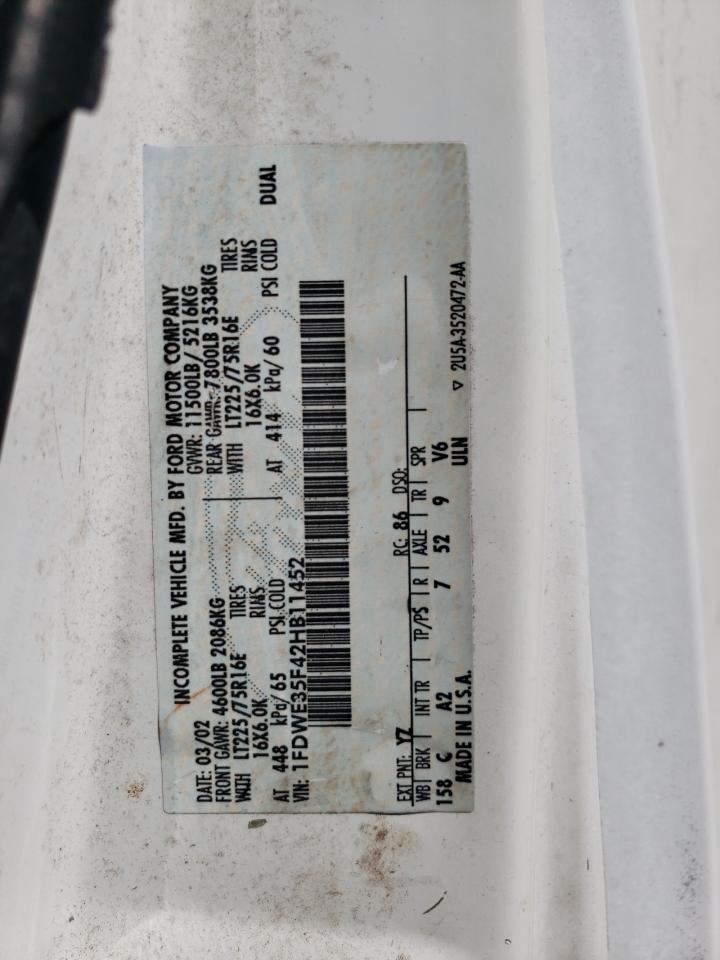 INCOMPLETE VEHICLE MFD. BY FORD MOTOR COMPANY
DATE: 03/02 GVWR: 11500LB/ 5216KG
FRONT GAWR: 4600LB 2086KG REAR GAWR: 7800LB 3538KG
WITH LT225/75R16E TIRES WITH LT225/75R16E TIRES
16X6.0K RIMS 16X6.0K RIMS
AT 448 kPa/ 65 PSI COLD AT 414 kPa/ 60 PSI COLD DUAL
VIN: 1FDWE35F42HB11452
EXT PNT: YZ RC: 86 DSO:
WB BRK INT TR TP/PS R AXLE TR SPR
158 C A2 7 52 9 V6
MADE IN U.S.A. ULN
▽ 2U5A-3520472-AA